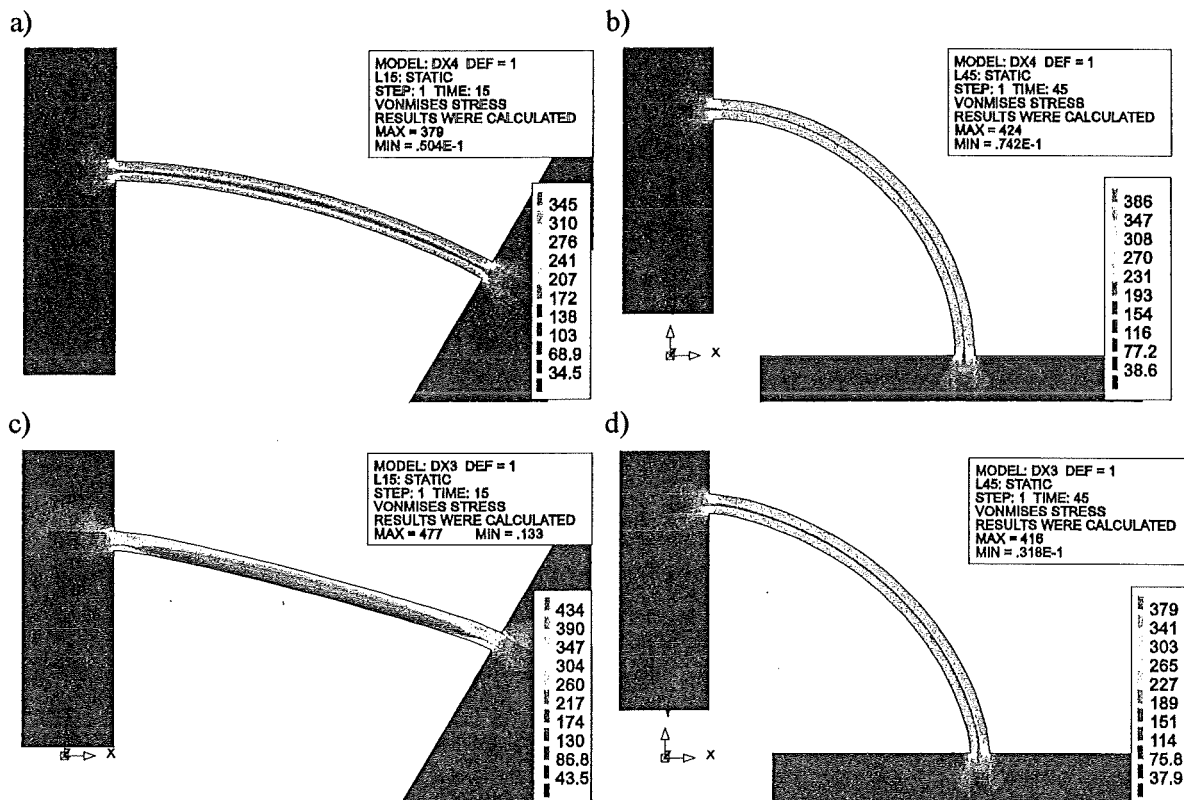 a)
MODEL: DX4 DEF = 1
L15: STATIC
STEP: 1 TIME: 15
VONMISES STRESS
RESULTS WERE CALCULATED
MAX = 379
MIN = .504E-1
345
310
276
241
207
172
138
103
68.9
34.5
b)
MODEL: DX4 DEF = 1
L45: STATIC
STEP: 1 TIME: 45
VONMISES STRESS
RESULTS WERE CALCULATED
MAX = 424
MIN = .742E-1
386
347
308
270
231
193
154
116
77.2
38.6
Z X
c)
MODEL: DX3 DEF = 1
L15: STATIC
STEP: 1 TIME: 15
VONMISES STRESS
RESULTS WERE CALCULATED
MAX = 477 MIN = .133
434
390
347
304
260
217
174
130
86.8
43.5
Z X
d)
MODEL: DX3 DEF = 1
L45: STATIC
STEP: 1 TIME: 45
VONMISES STRESS
RESULTS WERE CALCULATED
MAX = 416
MIN = .318E-1
379
341
303
265
227
189
151
114
75.8
37.9
Y
Z X